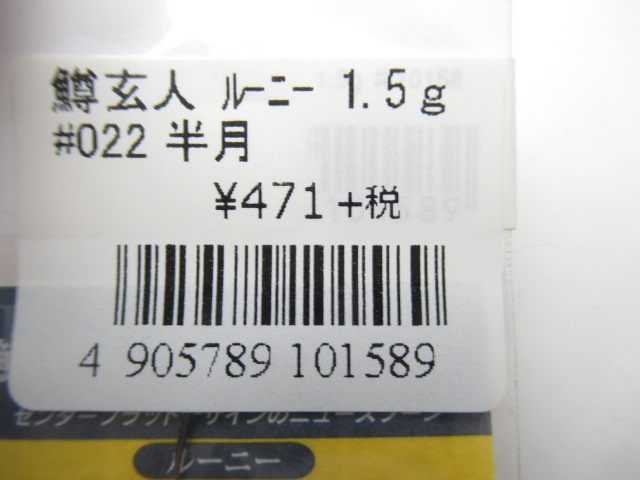 鱒玄人 ルーニー 1.5g
#022 半月
¥471 +税
4 905789 101589
ルーニー